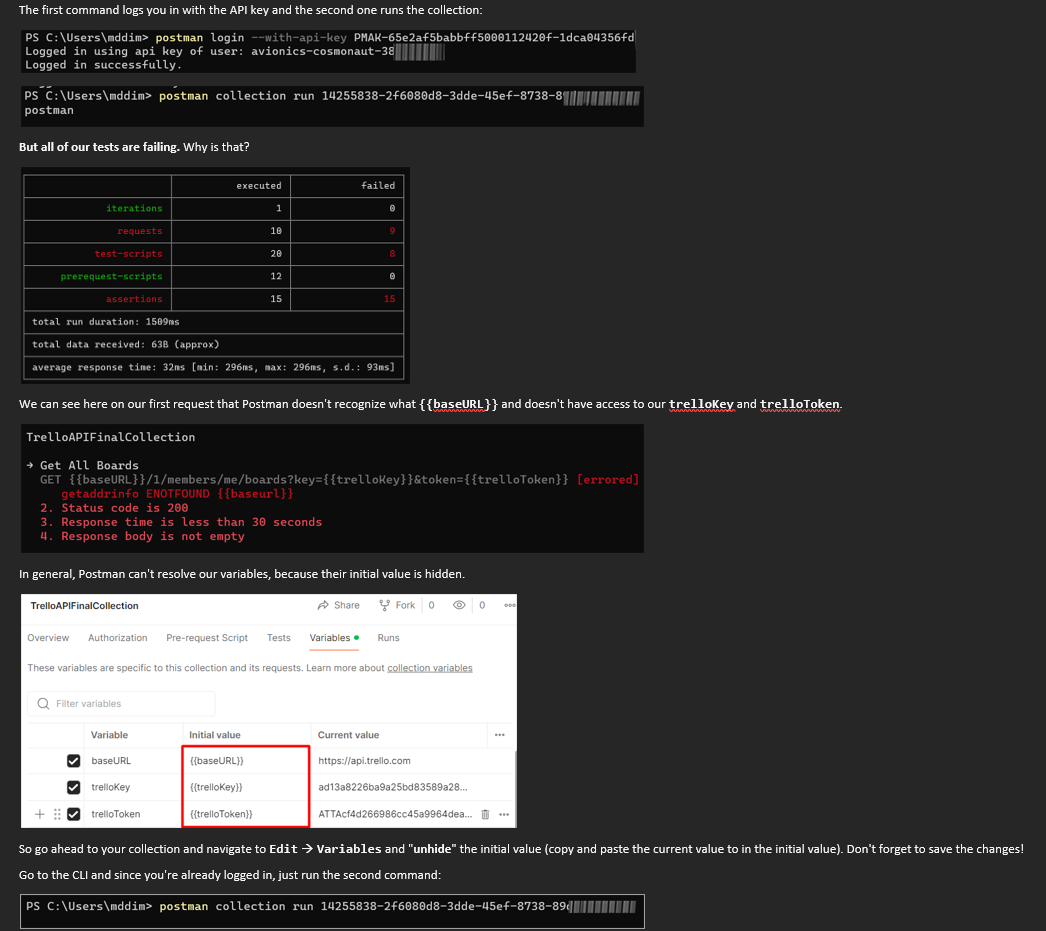 The first command logs you in with the API key and the second one runs the collection:
PS C:\Users\mddim> postman login --with-api-key PMAK-65e2af5babbff5000112420f-1dca04356fd
Logged in using api key of user: avionics-cosmonaut-38
Logged in successfully.
PS C:\Users\mddim> postman collection run 14255838-2f6080d8-3dde-45ef-8738-8
postman
But all of our tests are failing. Why is that?
executed failed
iterations 1 0
requests 10 9
test-scripts 20 8
prerequest-scripts 12 0
assertions 15 15
total run duration: 1509ms
total data received: 63B (approx)
average response time: 32ms [min: 296ms, max: 296ms, s.d.: 93ms]
We can see here on our first request that Postman doesn't recognize what {{baseURL}} and doesn't have access to our trelloKey and trelloToken.
TrelloAPIFinalCollection
→ Get All Boards
GET {{baseURL}}/1/members/me/boards?key={{trelloKey}}&token={{trelloToken}} [errored]
getaddrinfo ENOTFOUND {{baseurl}}
2. Status code is 200
3. Response time is less than 30 seconds
4. Response body is not empty
In general, Postman can't resolve our variables, because their initial value is hidden.
TrelloAPIFinalCollection Share Fork 0 0
Overview Authorization Pre-request Script Tests Variables Runs
These variables are specific to this collection and its requests. Learn more about collection variables
Filter variables
Variable Initial value Current value
baseURL {{baseURL}} https://api.trello.com
trelloKey {{trelloKey}} ad13a8226ba9a25bd83589a28...
trelloToken {{trelloToken}} ATTAcf4d266986cc45a9964dea...
So go ahead to your collection and navigate to Edit → Variables and "unhide" the initial value (copy and paste the current value to in the initial value). Don't forget to save the changes!
Go to the CLI and since you're already logged in, just run the second command:
PS C:\Users\mddim> postman collection run 14255838-2f6080d8-3dde-45ef-8738-89